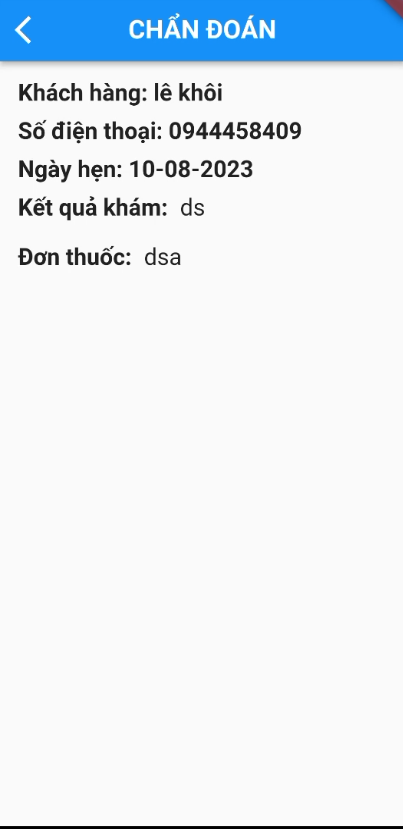 CHẨN ĐOÁN
Khách hàng: lê khôi
Số điện thoại: 0944458409
Ngày hẹn: 10-08-2023
Kết quả khám: ds
Đơn thuốc: dsa